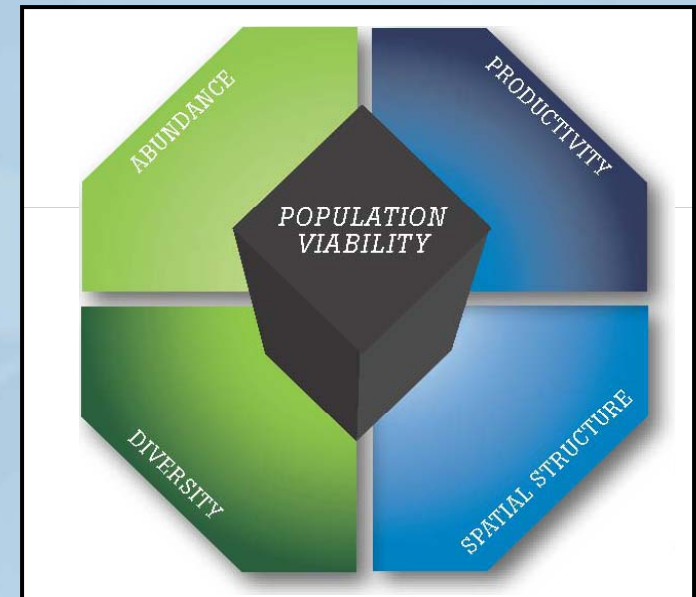 ABUNDANCE
PRODUCTIVITY
POPULATION
VIABILITY
DIVERSITY
SPATIAL STRUCTURE